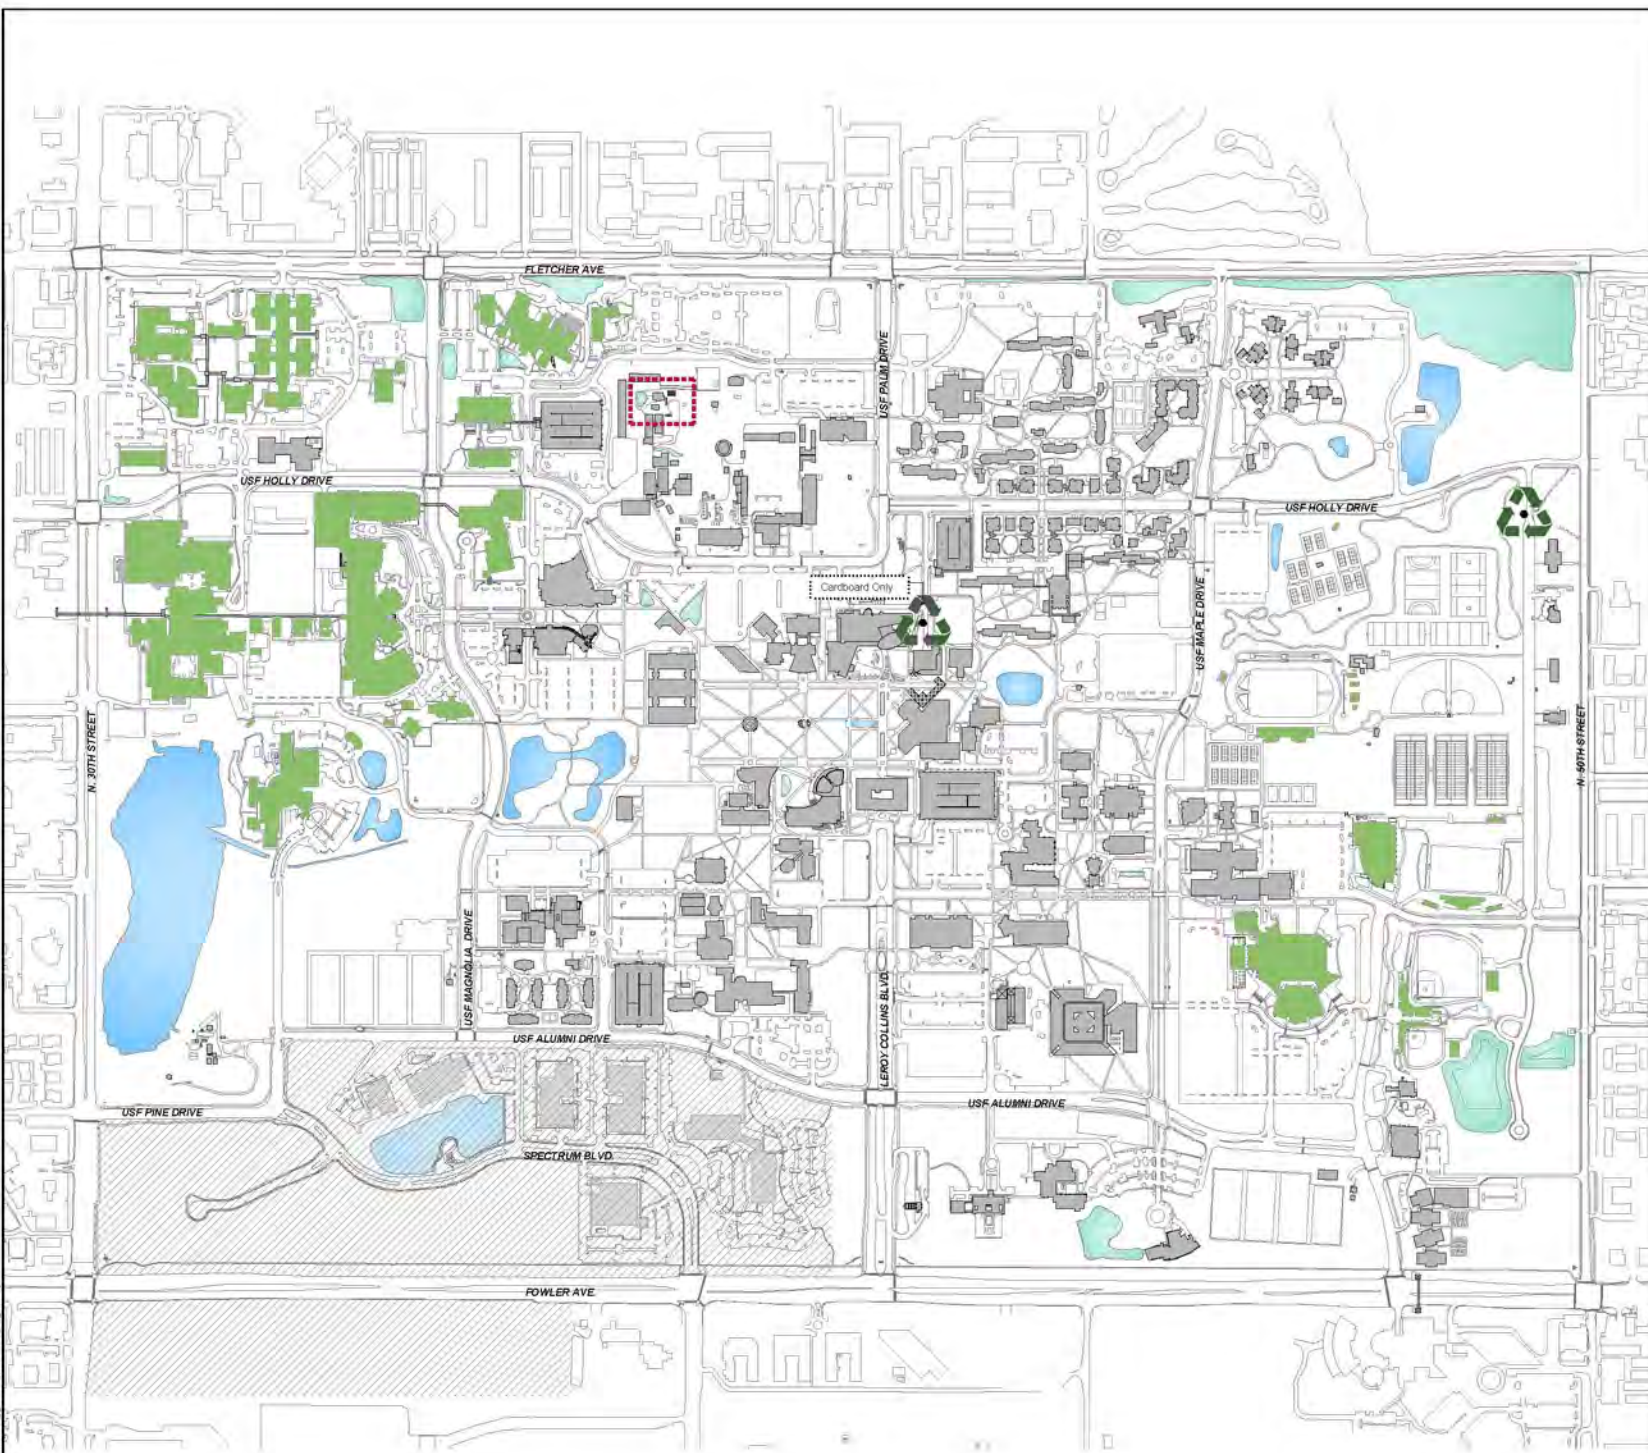 FLETCHER AVE.
USF PALM DRIVE
USF HOLLY DRIVE
USF HOLLY DRIVE
Cardboard Only
USF MAPLE DRIVE
N. 30TH STREET
N. 50TH STREET
USF MAGNOLIA DRIVE
LEROY COLLINS BLVD.
USF ALUMNI DRIVE
USF PINE DRIVE
USF ALUMNI DRIVE
SPECTRUM BLVD.
FOWLER AVE.